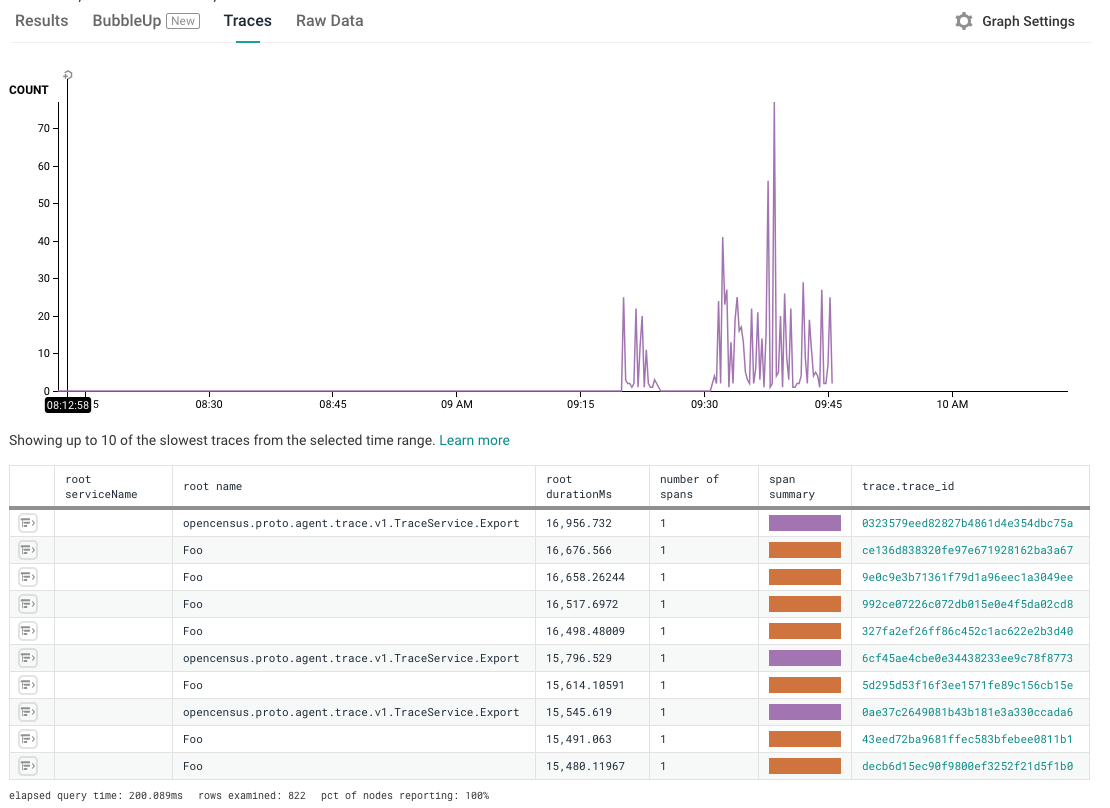 Results BubbleUp New Traces Raw Data Graph Settings
COUNT
70
60
50
40
30
20
10
0
08:12:58 5 08:30 08:45 09 AM 09:15 09:30 09:45 10 AM
Showing up to 10 of the slowest traces from the selected time range. Learn more
root serviceName root name root durationMs number of spans span summary trace.trace_id
opencensus.proto.agent.trace.v1.TraceService.Export 16,956.732 1 0323579eed82827b4861d4e354dbc75a
Foo 16,676.566 1 ce136d838320fe97e671928162ba3a67
Foo 16,658.26244 1 9e0c9e3b71361f79d1a96eec1a3049ee
Foo 16,517.6972 1 992ce07226c072db015e0e4f5da02cd8
Foo 16,498.48009 1 327fa2ef26ff86c452c1ac622e2b3d40
opencensus.proto.agent.trace.v1.TraceService.Export 15,796.529 1 6cf45ae4cbe0e34438233ee9c78f8773
Foo 15,614.10591 1 5d295d53f16f3ee1571fe89c156cb15e
opencensus.proto.agent.trace.v1.TraceService.Export 15,545.619 1 0ae37c2649081b43b181e3a330ccada6
Foo 15,491.063 1 43eed72ba9681ffec583bfebee0811b1
Foo 15,480.11967 1 decb6d15ec90f9800ef3252f21d5f1b0
elapsed query time: 200.089ms rows examined: 822 pct of nodes reporting: 100%